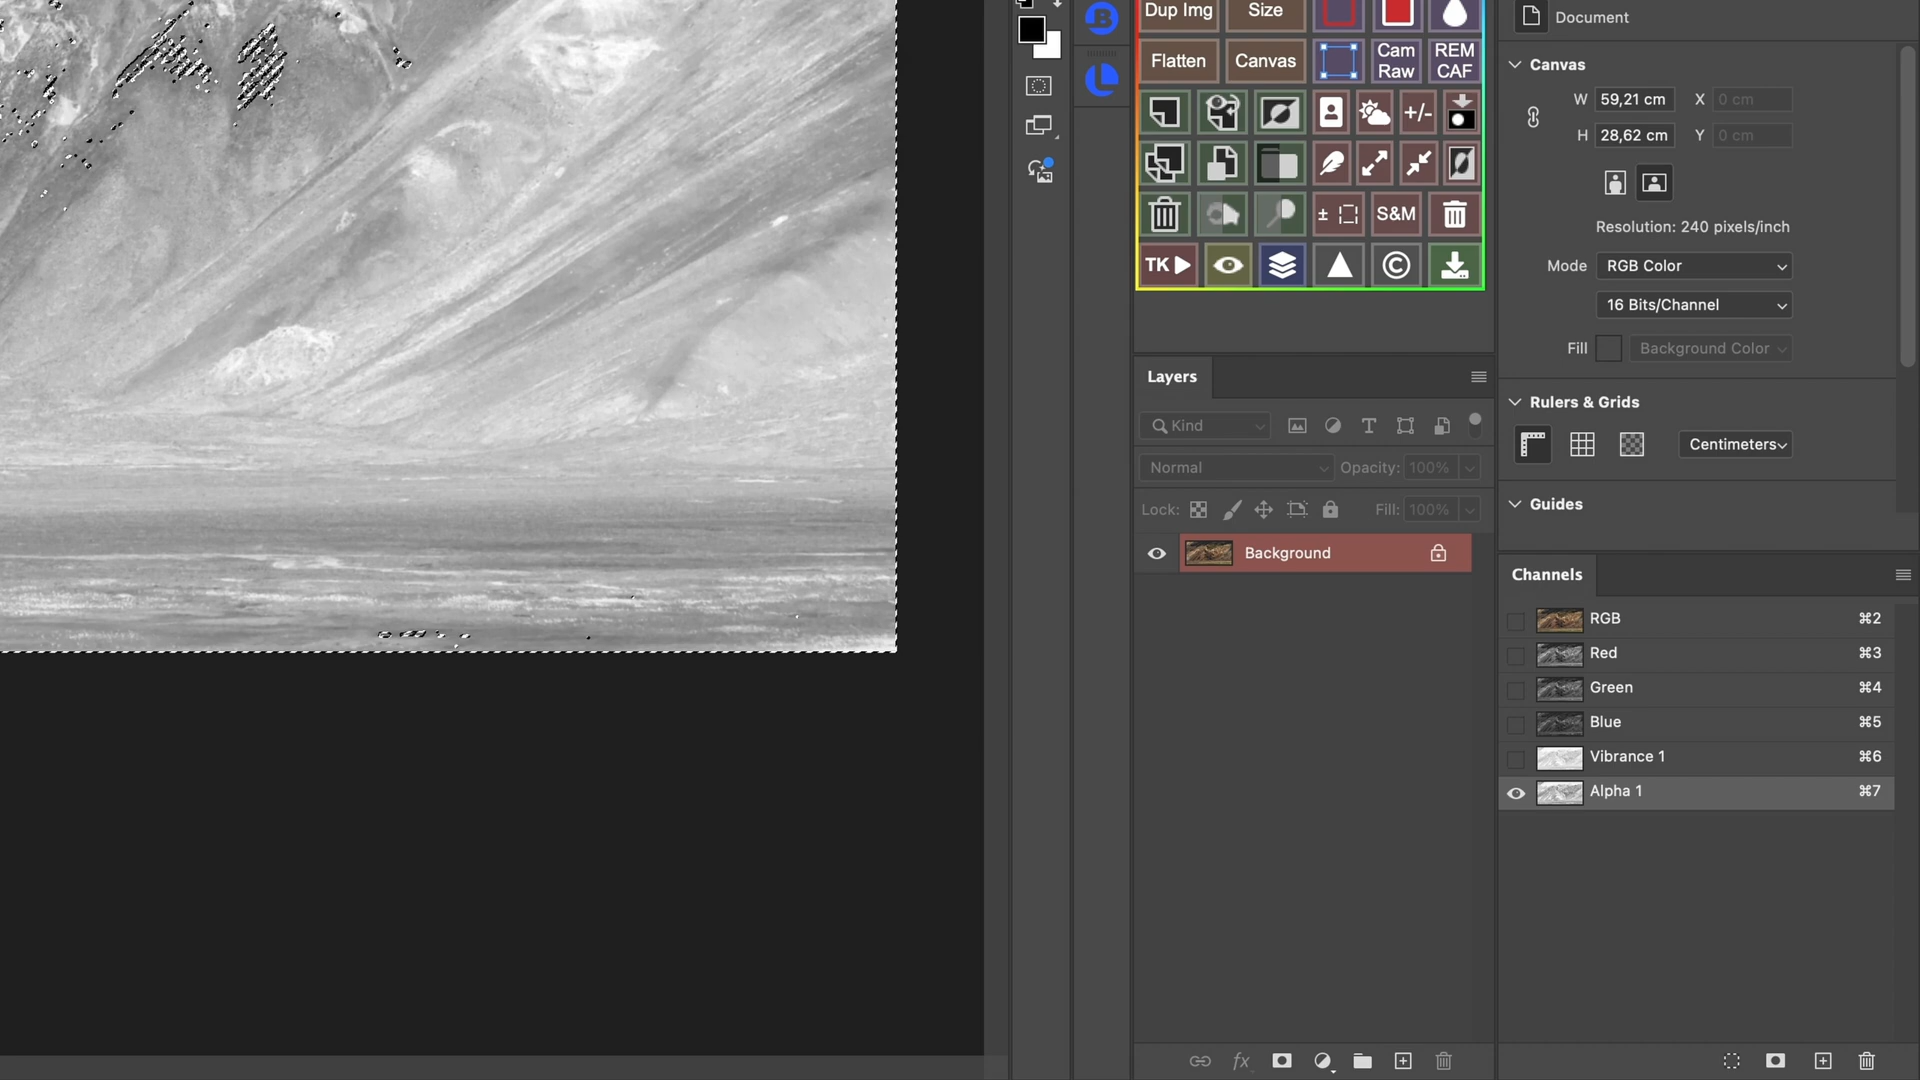 Dup Img
Size
Flatten
Canvas
Cam
Raw
REM
CAF
+/-
±
S&M
TK
Layers
Kind
Normal
Opacity: 100%
Lock:
Fill: 100%
Background
Document
Canvas
W 59,21 cm X 0 cm
H 28,62 cm Y 0 cm
Resolution: 240 pixels/inch
Mode RGB Color
16 Bits/Channel
Fill Background Color
Rulers & Grids
Centimeters
Guides
Channels
RGB ⌘2
Red ⌘3
Green ⌘4
Blue ⌘5
Vibrance 1 ⌘6
Alpha 1 ⌘7
fx